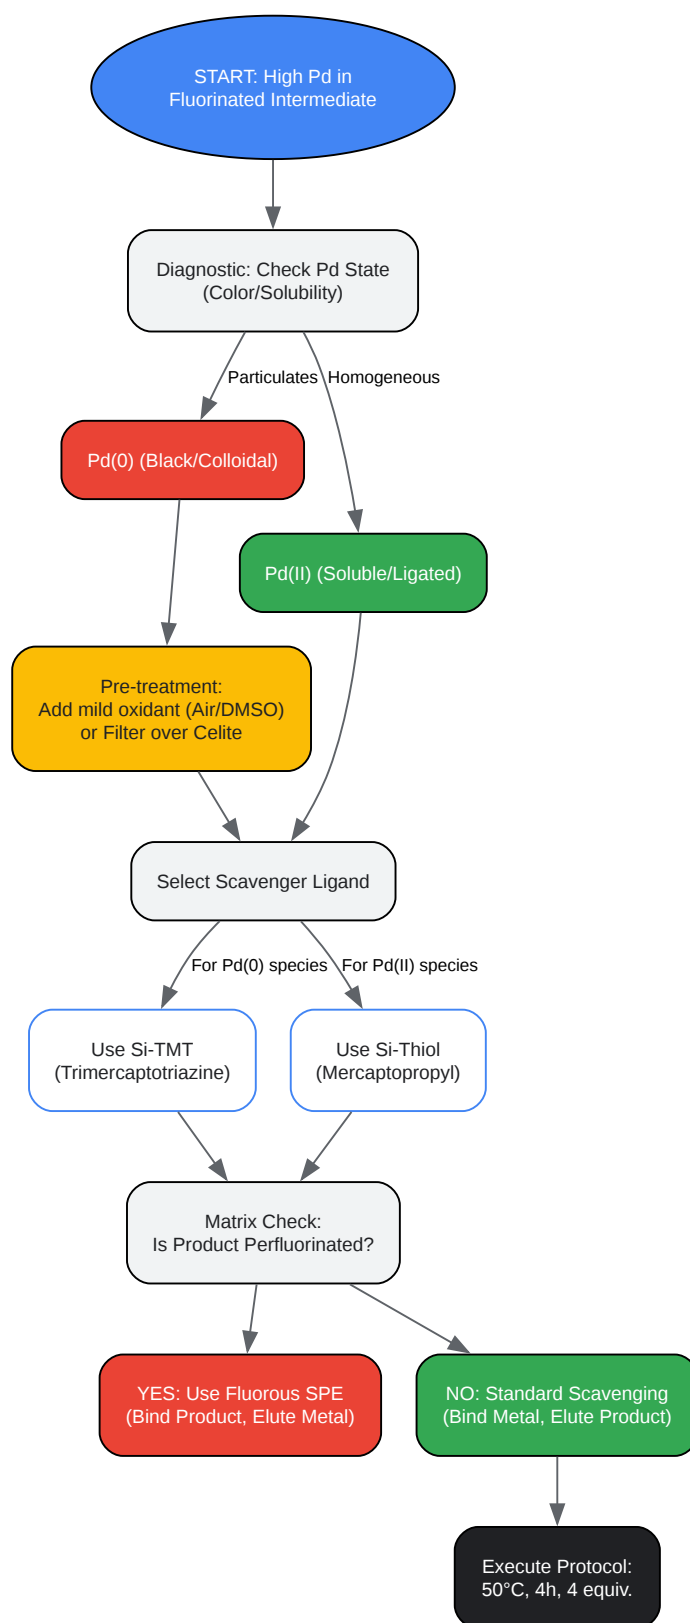 START: High Pd in
Fluorinated Intermediate
Diagnostic: Check Pd State
(Color/Solubility)
Particulates
Homogeneous
Pd(0) (Black/Colloidal)
Pd(II) (Soluble/Ligated)
Pre-treatment:
Add mild oxidant (Air/DMSO)
or Filter over Celite
Select Scavenger Ligand
For Pd(0) species
For Pd(II) species
Use Si-TMT
(Trimercaptotriazine)
Use Si-Thiol
(Mercaptopropyl)
Matrix Check:
Is Product Perfluorinated?
YES: Use Fluorous SPE
(Bind Product, Elute Metal)
NO: Standard Scavenging
(Bind Metal, Elute Product)
Execute Protocol:
50°C, 4h, 4 equiv.